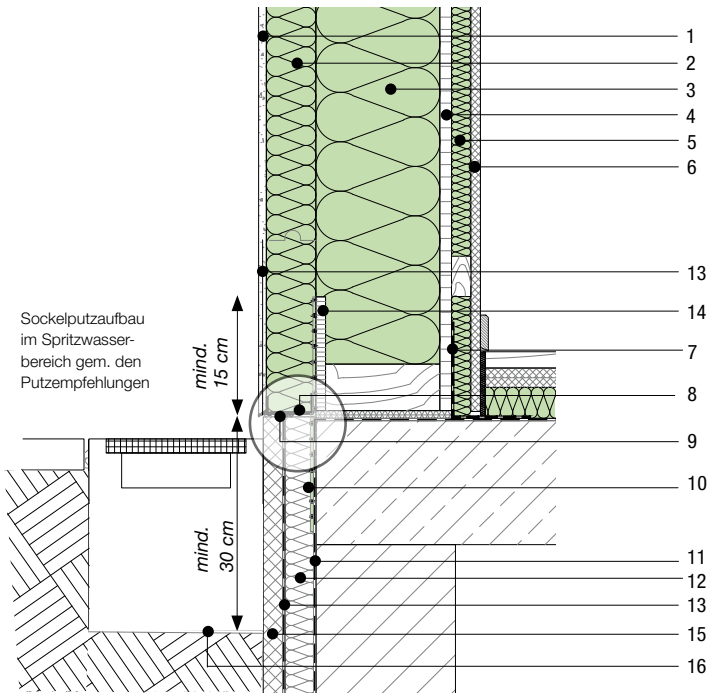 1
2
3
4
5
6
13
14
Sockelputzaufbau
im Spritzwasser-
bereich gem. den
Putzempfehlungen
mind.
15 cm
7
8
9
10
mind.
30 cm
11
12
13
15
16